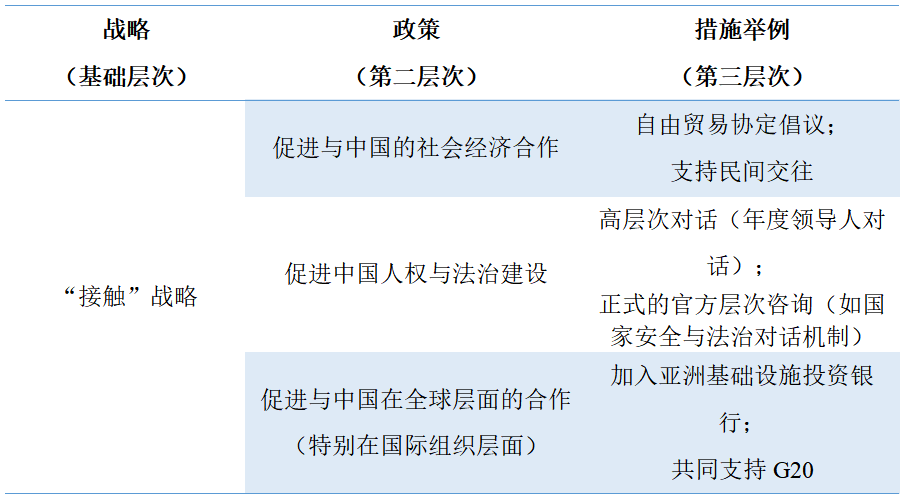 战略
（基础层次）
政策
（第二层次）
措施举例
（第三层次）
“接触”战略
促进与中国的社会经济合作
自由贸易协定倡议；
支持民间交往
促进中国人权与法治建设
高层次对话（年度领导人对
话）；
正式的官方层次咨询（如国
家安全与法治对话机制）
促进与中国在全球层面的合作
（特别在国际组织层面）
加入亚洲基础设施投资银
行；
共同支持 G20